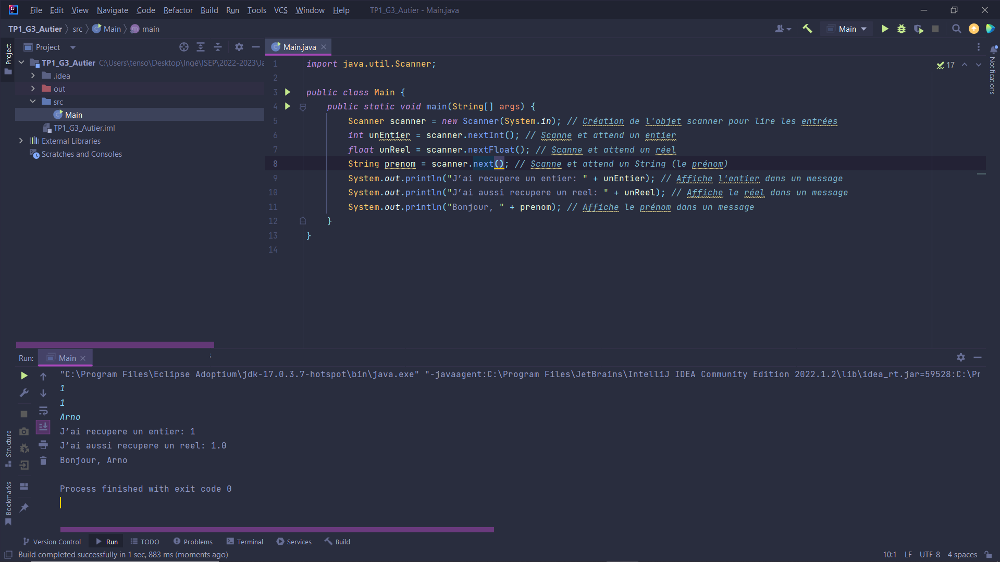 File Edit View Navigate Code Refactor Build Run Tools VCS Window Help TP1_G3_Autier - Main.java
TP1_G3_Autier src Main main Main
Project
Project
Main.java
TP1_G3_Autier C:\Users\tenso\Desktop\Ingé\ISEP\2022-2023\Ja
.idea
out
src
Main
TP1_G3_Autier.iml
External Libraries
Scratches and Consoles
17
Notifications
1 import java.util.Scanner;
2
3 public class Main {
4 public static void main(String[] args) {
5 Scanner scanner = new Scanner(System.in); // Création de l'objet scanner pour lire les entrées
6 int unEntier = scanner.nextInt(); // Scanne et attend un entier
7 float unReel = scanner.nextFloat(); // Scanne et attend un réel
8 String prenom = scanner.next(); // Scanne et attend un String (le prénom)
9 System.out.println("J’ai recupere un entier: " + unEntier); // Affiche l'entier dans un message
10 System.out.println("J’ai aussi recupere un reel: " + unReel); // Affiche le réel dans un message
11 System.out.println("Bonjour, " + prenom); // Affiche le prénom dans un message
12 }
13 }
14
Run: Main
"C:\Program Files\Eclipse Adoptium\jdk-17.0.3.7-hotspot\bin\java.exe" "-javaagent:C:\Program Files\JetBrains\IntelliJ IDEA Community Edition 2022.1.2\lib\idea_rt.jar=59528:C:\Pr
1
1
Arno
J’ai recupere un entier: 1
J’ai aussi recupere un reel: 1.0
Bonjour, Arno
Process finished with exit code 0
Structure
Bookmarks
Version Control Run TODO Problems Terminal Services Build
Build completed successfully in 1 sec, 883 ms (moments ago) 10:1 LF UTF-8 4 spaces